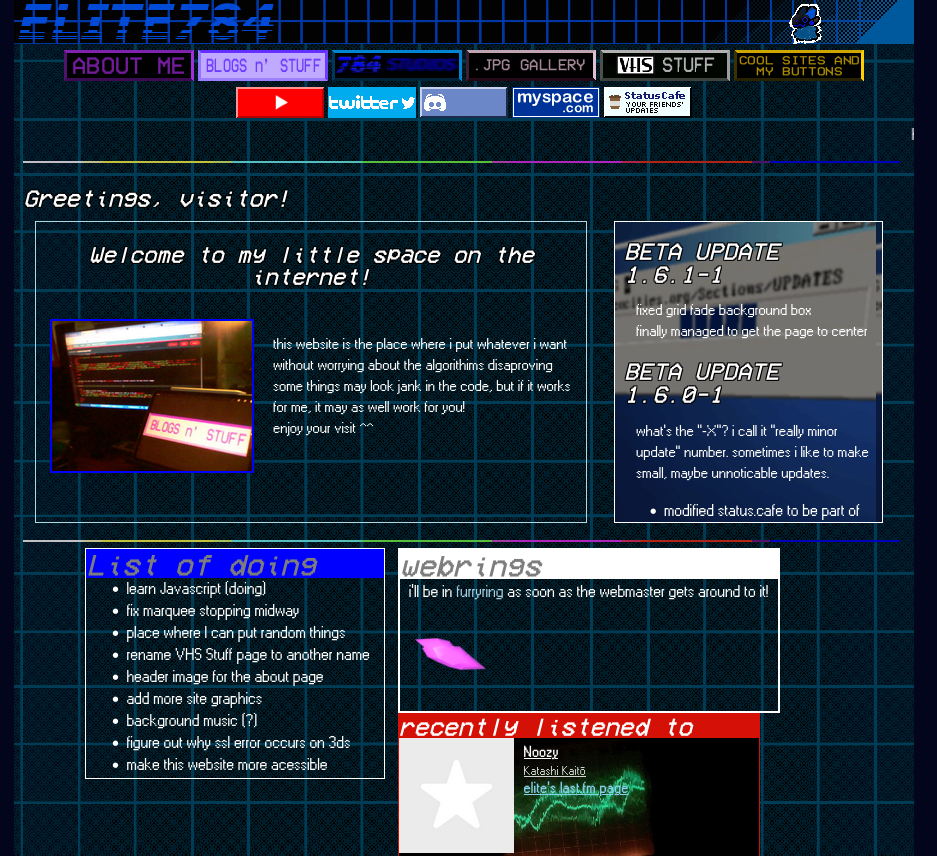 ELITE784
ABOUT ME
BLOGS n' STUFF
784 STUDIOS
.JPG GALLERY
VHS STUFF
COOL SITES AND
MY BUTTONS
twitter
myspace
.com
StatusCafe
YOUR FRIENDS'
UPDATES
Greetings, visitor!
Welcome to my little space on the
internet!
BLOGS n' STUFF
this website is the place where i put whatever i want
without worrying about the algorithims disaproving
some things may look jank in the code, but if it works
for me, it may as well work for you!
enjoy your visit ^^
BETA UPDATE
1.6.1-1
fixed grid fade background box
finally managed to get the page to center
BETA UPDATE
1.6.0-1
what's the "-X"? i call it "really minor
update" number. sometimes i like to make
small, maybe unnoticable updates.
• modified status.cafe to be part of
ocities.org/Sections/UPDATES
List of doing
• learn Javascript (doing)
• fix marquee stopping midway
• place where I can put random things
• rename VHS Stuff page to another name
• header image for the about page
• add more site graphics
• background music (?)
• figure out why ssl error occurs on 3ds
• make this website more acessible
webrings
i'll be in furryring as soon as the webmaster gets around to it!
recently listened to
Noozy
Katashi Kaitō
elite's last.fm page